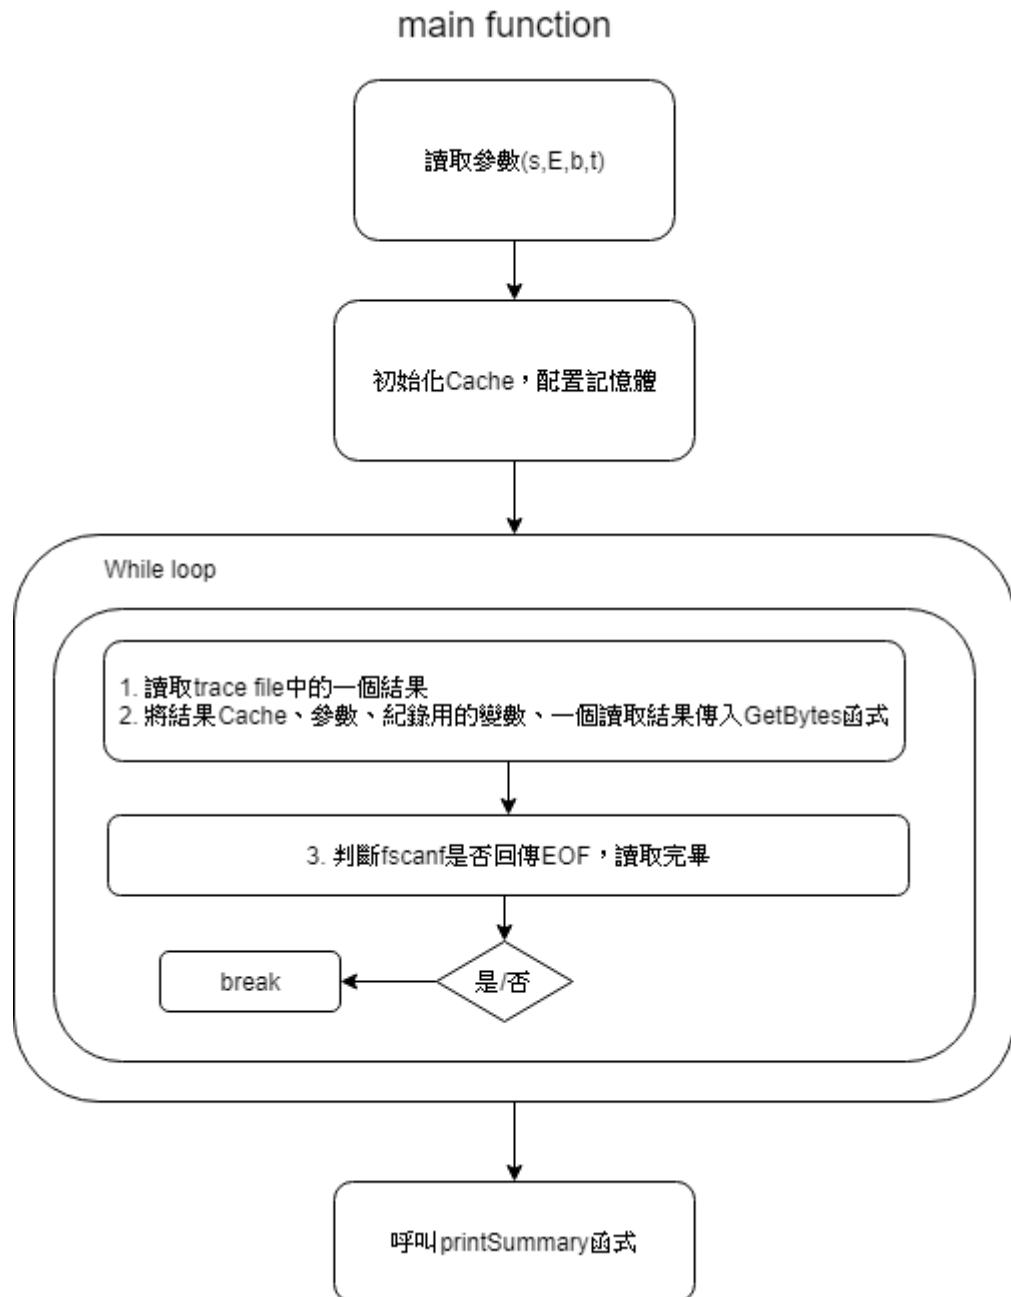 main function
讀取參數(s,E,b,t)
初始化Cache，配置記憶體
While loop
1. 讀取trace file中的一個結果
2. 將結果Cache、參數、紀錄用的變數、一個讀取結果傳入GetBytes函式
3. 判斷fscanf是否回傳EOF，讀取完畢
是/否
break
呼叫printSummary函式